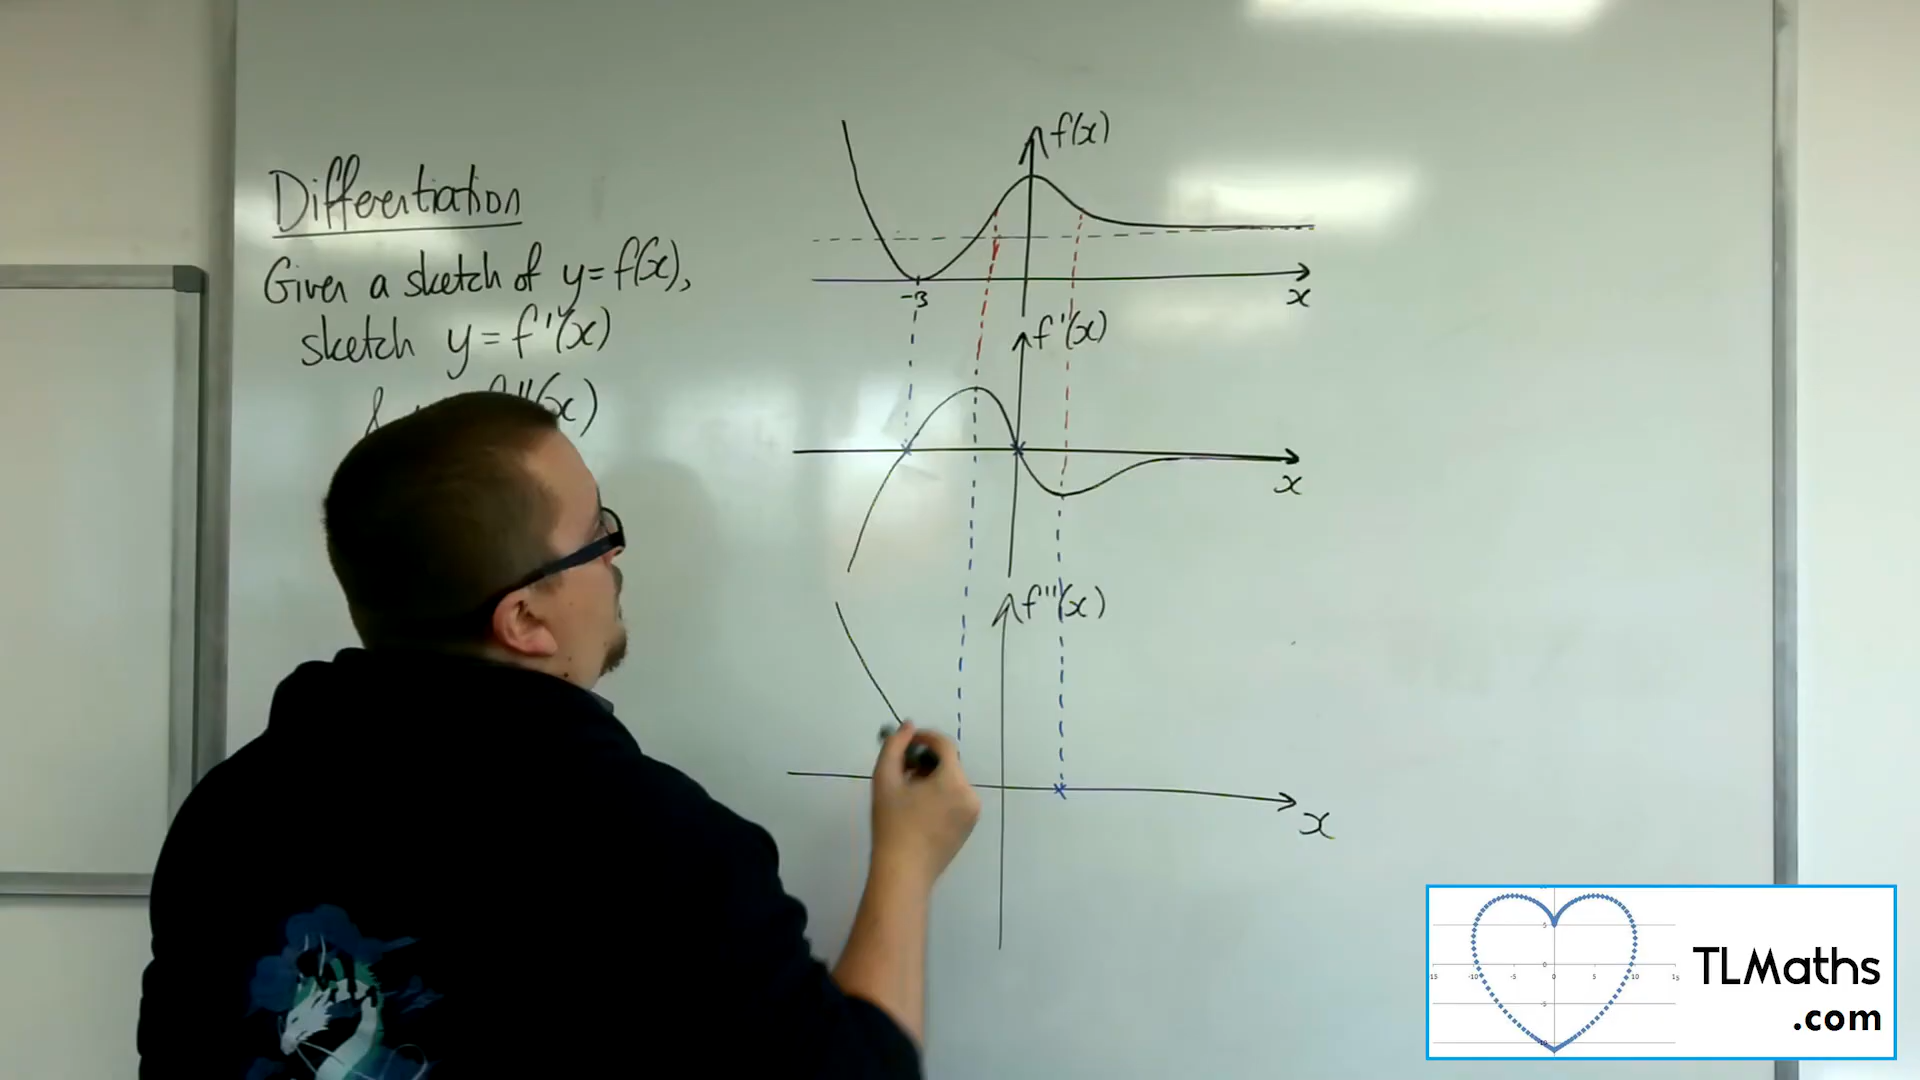 Differentiation
Given a sketch of y=f(x),
sketch y = f'(x)
f''(x)
f(x)
-3
x
f'(x)
x
f''(x)
x
TLMaths
.com